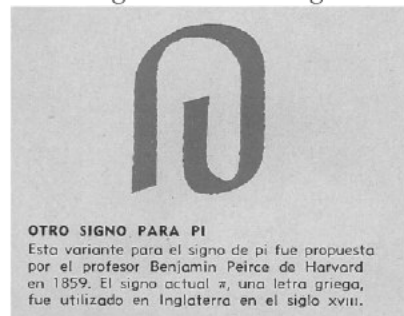 OTRO SIGNO PARA PI
Esta variante para el signo de pi fue propuesta
por el profesor Benjamin Peirce de Harvard
en 1859. El signo actual π, una letra griega,
fue utilizado en Inglaterra en el siglo XVIII.